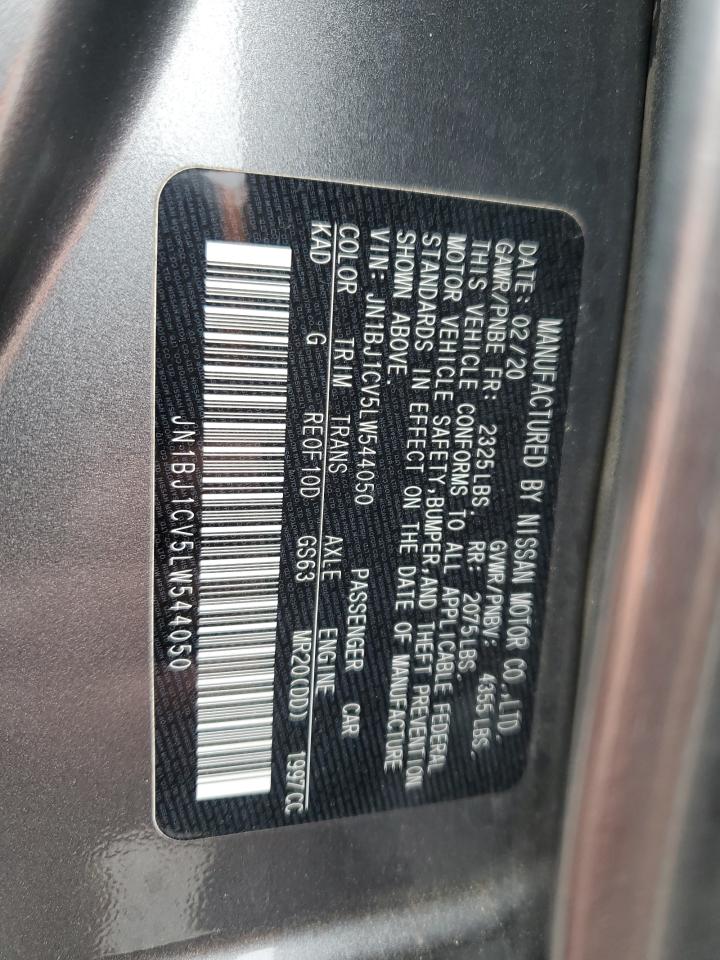 MANUFACTURED BY NISSAN MOTOR CO.,LTD.
DATE: 02/20 GVWR/PNBV: 4355 LBS.
GAWR/PNBE FR: 2325 LBS. RR: 2075 LBS.
THIS VEHICLE CONFORMS TO ALL APPLICABLE FEDERAL
MOTOR VEHICLE SAFETY,BUMPER,AND THEFT PREVENTION
STANDARDS IN EFFECT ON THE DATE OF MANUFACTURE
SHOWN ABOVE.
VIN: JN1BJ1CV5LW544050 PASSENGER CAR
COLOR TRIM TRANS AXLE ENGINE
KAD G RE0F10D GS63 MR20(DD) 1997CC
JN1BJ1CV5LW544050